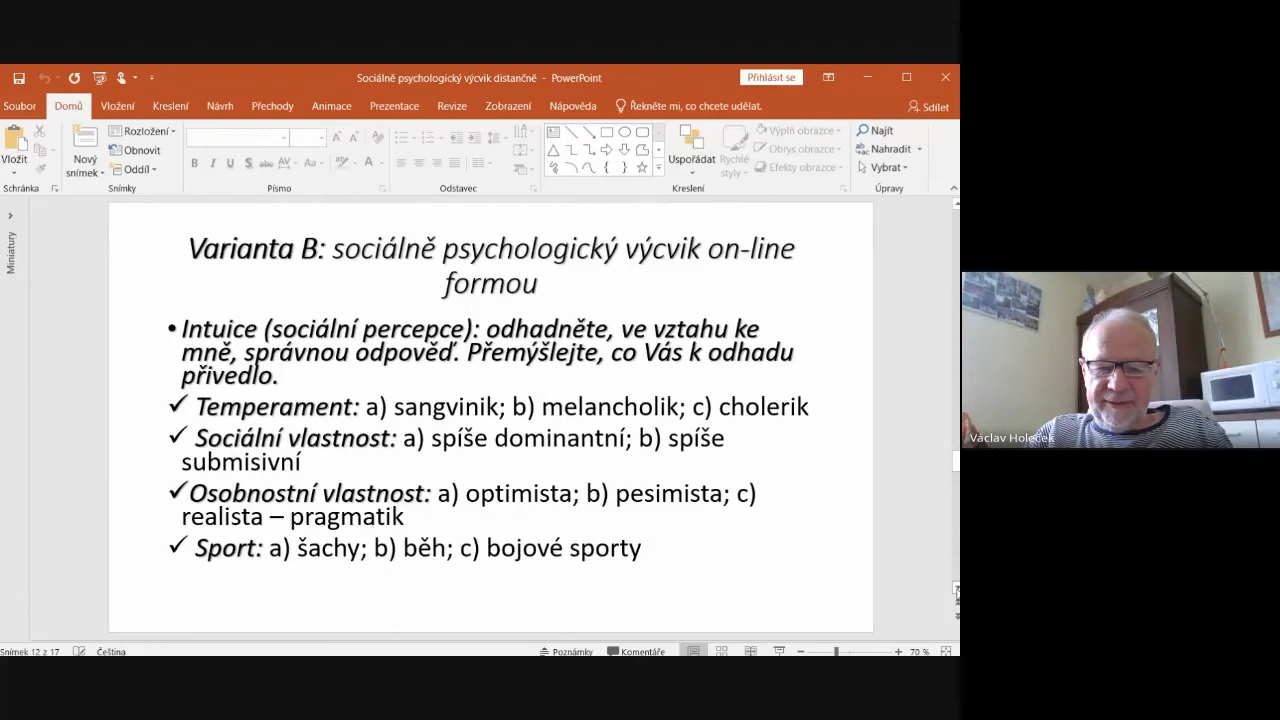 Sociálně psychologický výcvik distančně - PowerPoint
Přihlásit se
Soubor Domů Vložení Kreslení Návrh Přechody Animace Prezentace Revize Zobrazení Nápověda Řekněte mi, co chcete udělat. Sdílet
Vložit
Schránka
Nový snímek
Rozložení
Obnovit
Oddíl
Snímky
B I U S abc AV Aa A
Písmo
Odstavec
Uspořádat
Rychlé styly
Výplň obrazce
Obrys obrazce
Efekty obrazce
Kreslení
Najít
Nahradit
Vybrat
Úpravy
Miniatury
Varianta B: sociálně psychologický výcvik on-line
formou
• Intuice (sociální percepce): odhadněte, ve vztahu ke
mně, správnou odpověď. Přemýšlejte, co Vás k odhadu
přivedlo.
✓ Temperament: a) sangvinik; b) melancholik; c) cholerik
✓ Sociální vlastnost: a) spíše dominantní; b) spíše
submisivní
✓Osobnostní vlastnost: a) optimista; b) pesimista; c)
realista – pragmatik
✓ Sport: a) šachy; b) běh; c) bojové sporty
Václav Holeček
Snímek 12 z 17 Čeština Poznámky Komentáře 70 %